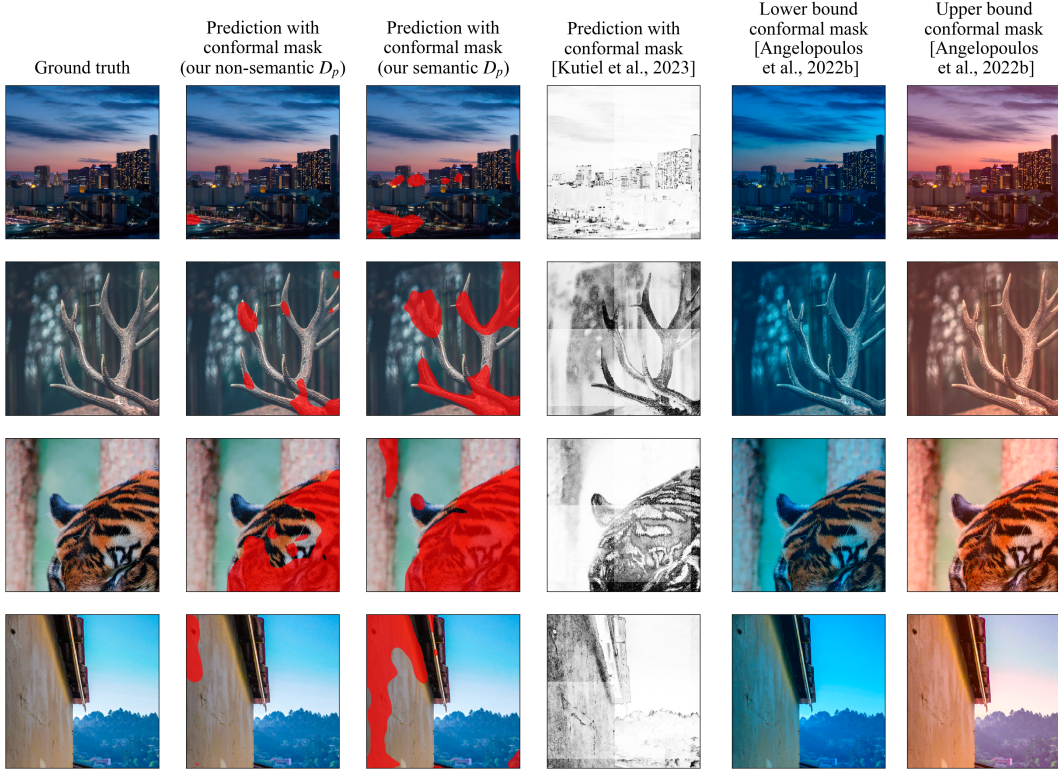 Ground truth
Prediction with
conformal mask
(our non-semantic Dₚ)
Prediction with
conformal mask
(our semantic Dₚ)
Prediction with
conformal mask
[Kutiel et al., 2023]
Lower bound
conformal mask
[Angelopoulos
et al., 2022b]
Upper bound
conformal mask
[Angelopoulos
et al., 2022b]